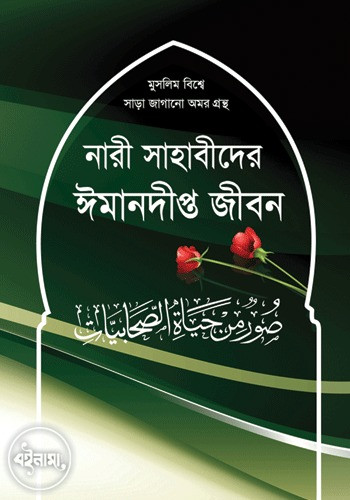 মুসলিম বিশ্বে
সাড়া জাগানো অমর গ্রন্থ
নারী সাহাবীদের
ঈমানদীপ্ত জীবন
صُوَرٌ مِنْ حَيَاةِ الصَّحَابِيَّاتِ
বইনামা